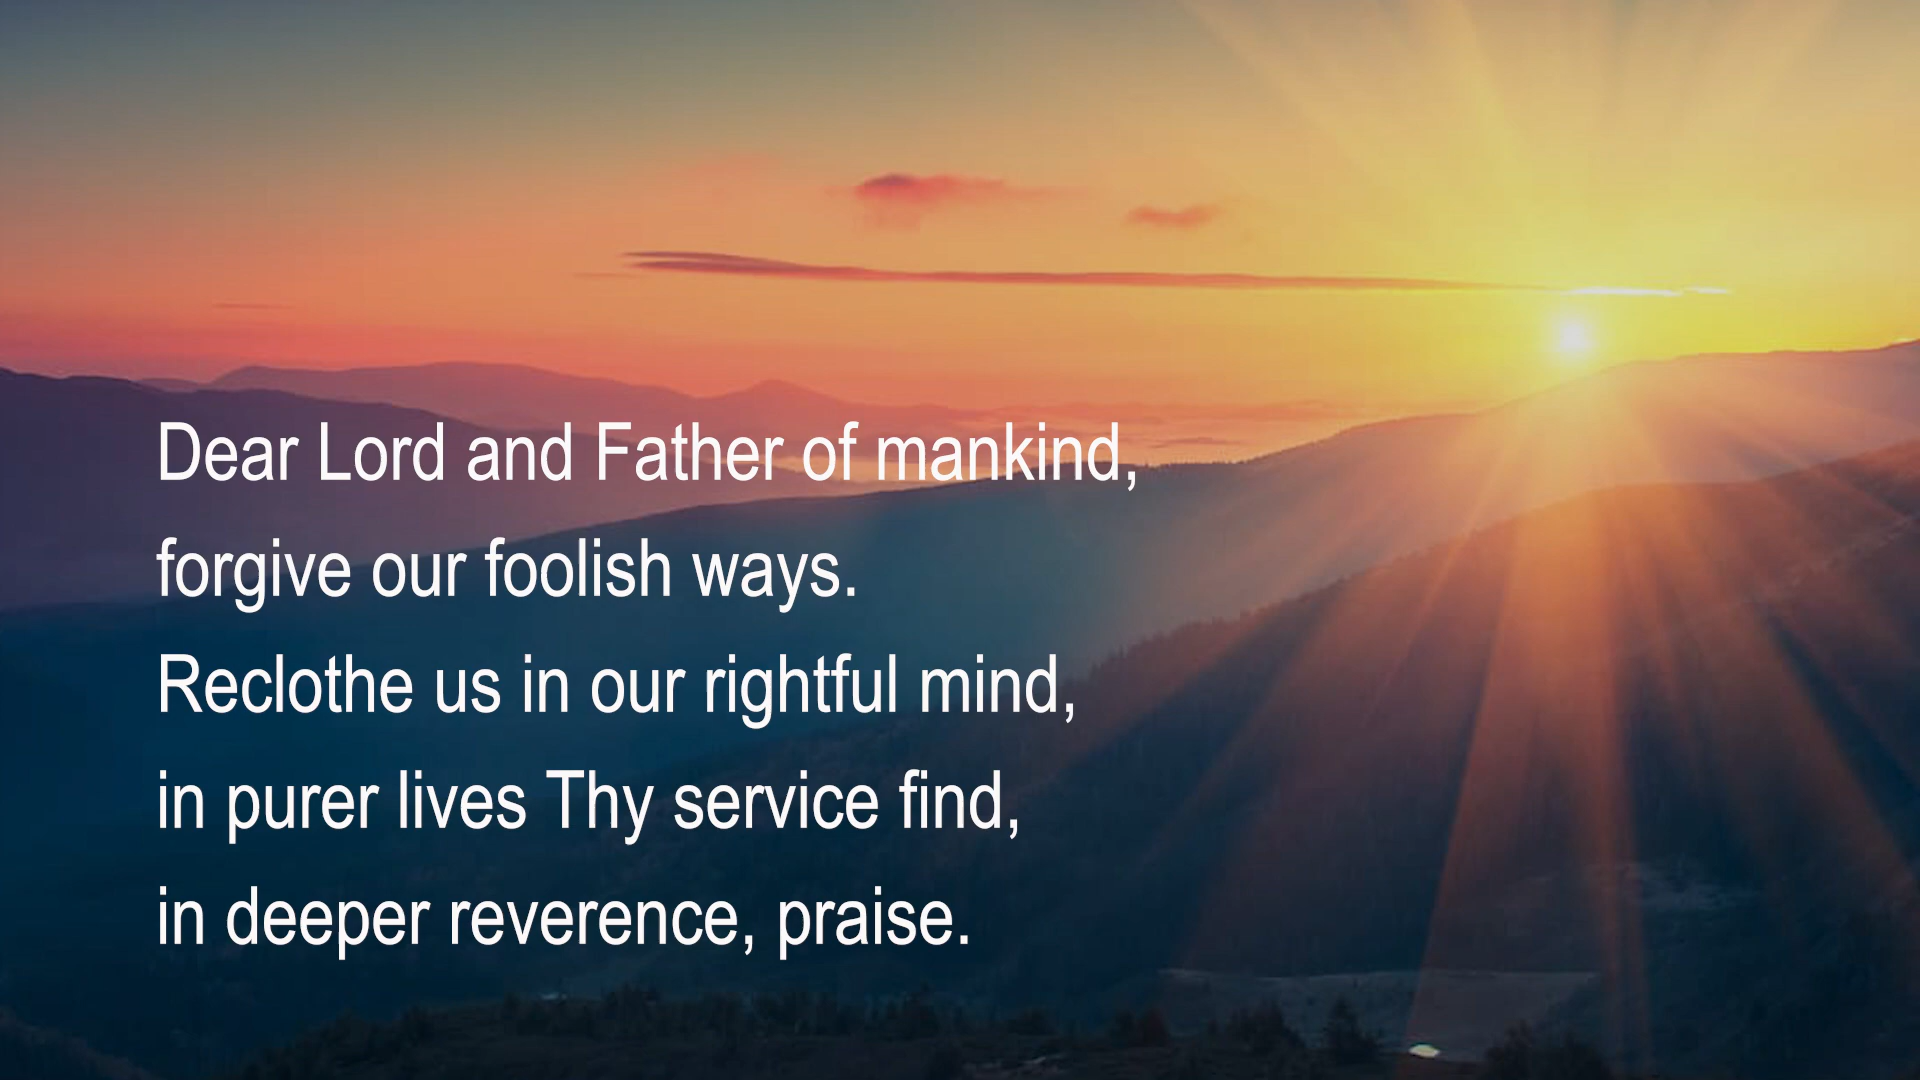 Dear Lord and Father of mankind,
forgive our foolish ways.
Reclothe us in our rightful mind,
in purer lives Thy service find,
in deeper reverence, praise.